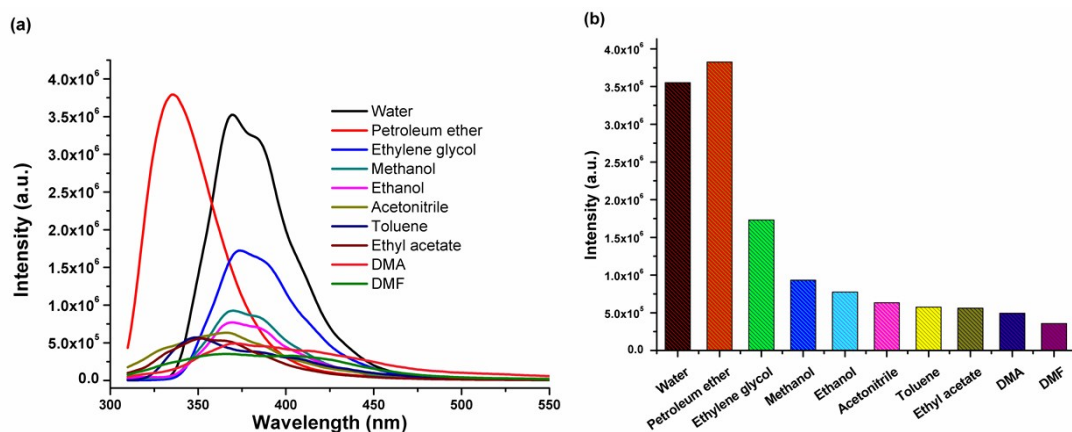 (a)
Intensity (a.u.)
4.0x10⁶
3.5x10⁶
3.0x10⁶
2.5x10⁶
2.0x10⁶
1.5x10⁶
1.0x10⁶
5.0x10⁵
0.0
300
350
400
450
500
550
Wavelength (nm)
Water
Petroleum ether
Ethylene glycol
Methanol
Ethanol
Acetonitrile
Toluene
Ethyl acetate
DMA
DMF
(b)
Intensity (a.u.)
4.0x10⁶
3.5x10⁶
3.0x10⁶
2.5x10⁶
2.0x10⁶
1.5x10⁶
1.0x10⁶
5.0x10⁵
0.0
Water
Petroleum ether
Ethylene glycol
Methanol
Ethanol
Acetonitrile
Toluene
Ethyl acetate
DMA
DMF